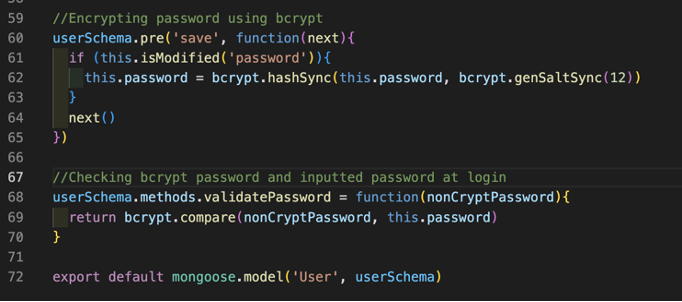 59 //Encrypting password using bcrypt
60 userSchema.pre('save', function(next){
61   if (this.isModified('password')){
62     this.password = bcrypt.hashSync(this.password, bcrypt.genSaltSync(12))
63   }
64   next()
65 })
66
67 //Checking bcrypt password and inputted password at login
68 userSchema.methods.validatePassword = function(nonCryptPassword){
69   return bcrypt.compare(nonCryptPassword, this.password)
70 }
71
72 export default mongoose.model('User', userSchema)